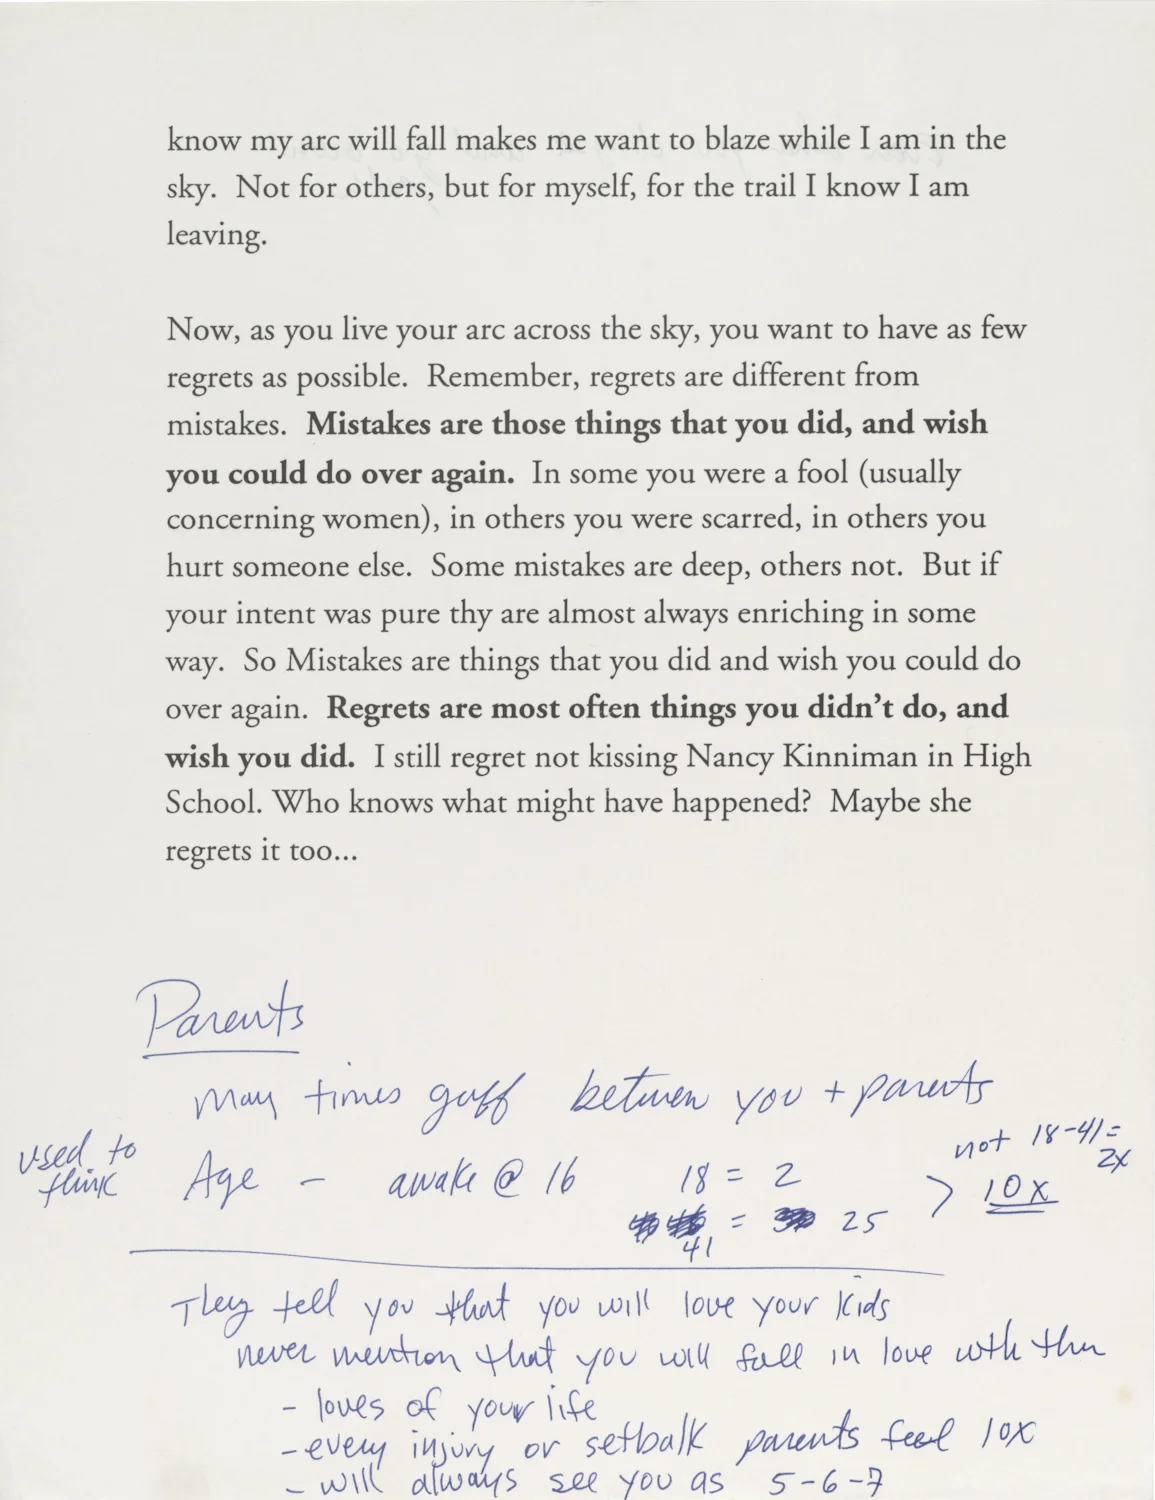 know my arc will fall makes me want to blaze while I am in the
sky.  Not for others, but for myself, for the trail I know I am
leaving.
Now, as you live your arc across the sky, you want to have as few
regrets as possible.  Remember, regrets are different from
mistakes.  Mistakes are those things that you did, and wish
you could do over again.  In some you were a fool (usually
concerning women), in others you were scarred, in others you
hurt someone else.  Some mistakes are deep, others not.  But if
your intent was pure thy are almost always enriching in some
way.  So Mistakes are things that you did and wish you could do
over again.  Regrets are most often things you didn't do, and
wish you did.  I still regret not kissing Nancy Kinniman in High
School. Who knows what might have happened?  Maybe she
regrets it too...
Parents
May times gulf between you + parents
used to think
Age – awake @ 16 18 = 2
41 = 25
> 10x
not 18-41 = 2x
They tell you that you will love your kids
never mention that you will fall in love with them
- loves of your life
- every injury or setbalk parents feel 10x
- will always see you as 5-6-7